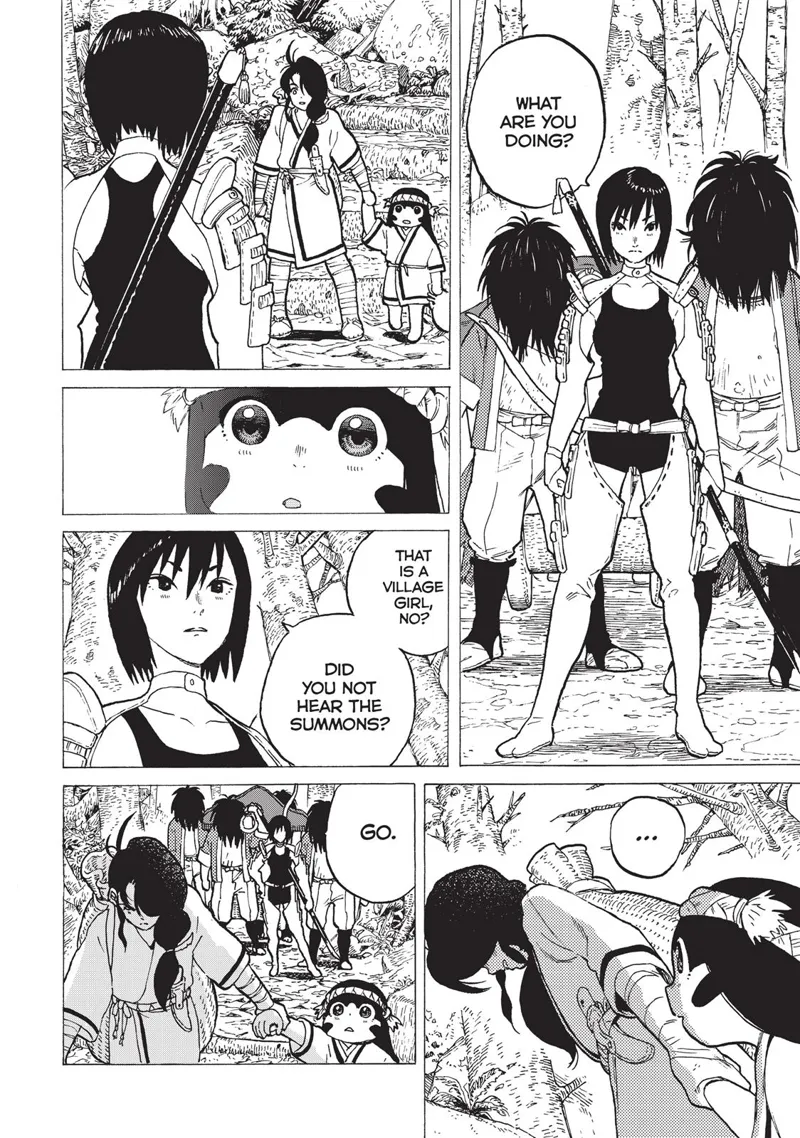 WHAT
ARE YOU
DOING?
THAT
IS A
VILLAGE
GIRL,
NO?
DID
YOU NOT
HEAR THE
SUMMONS?
GO.
...